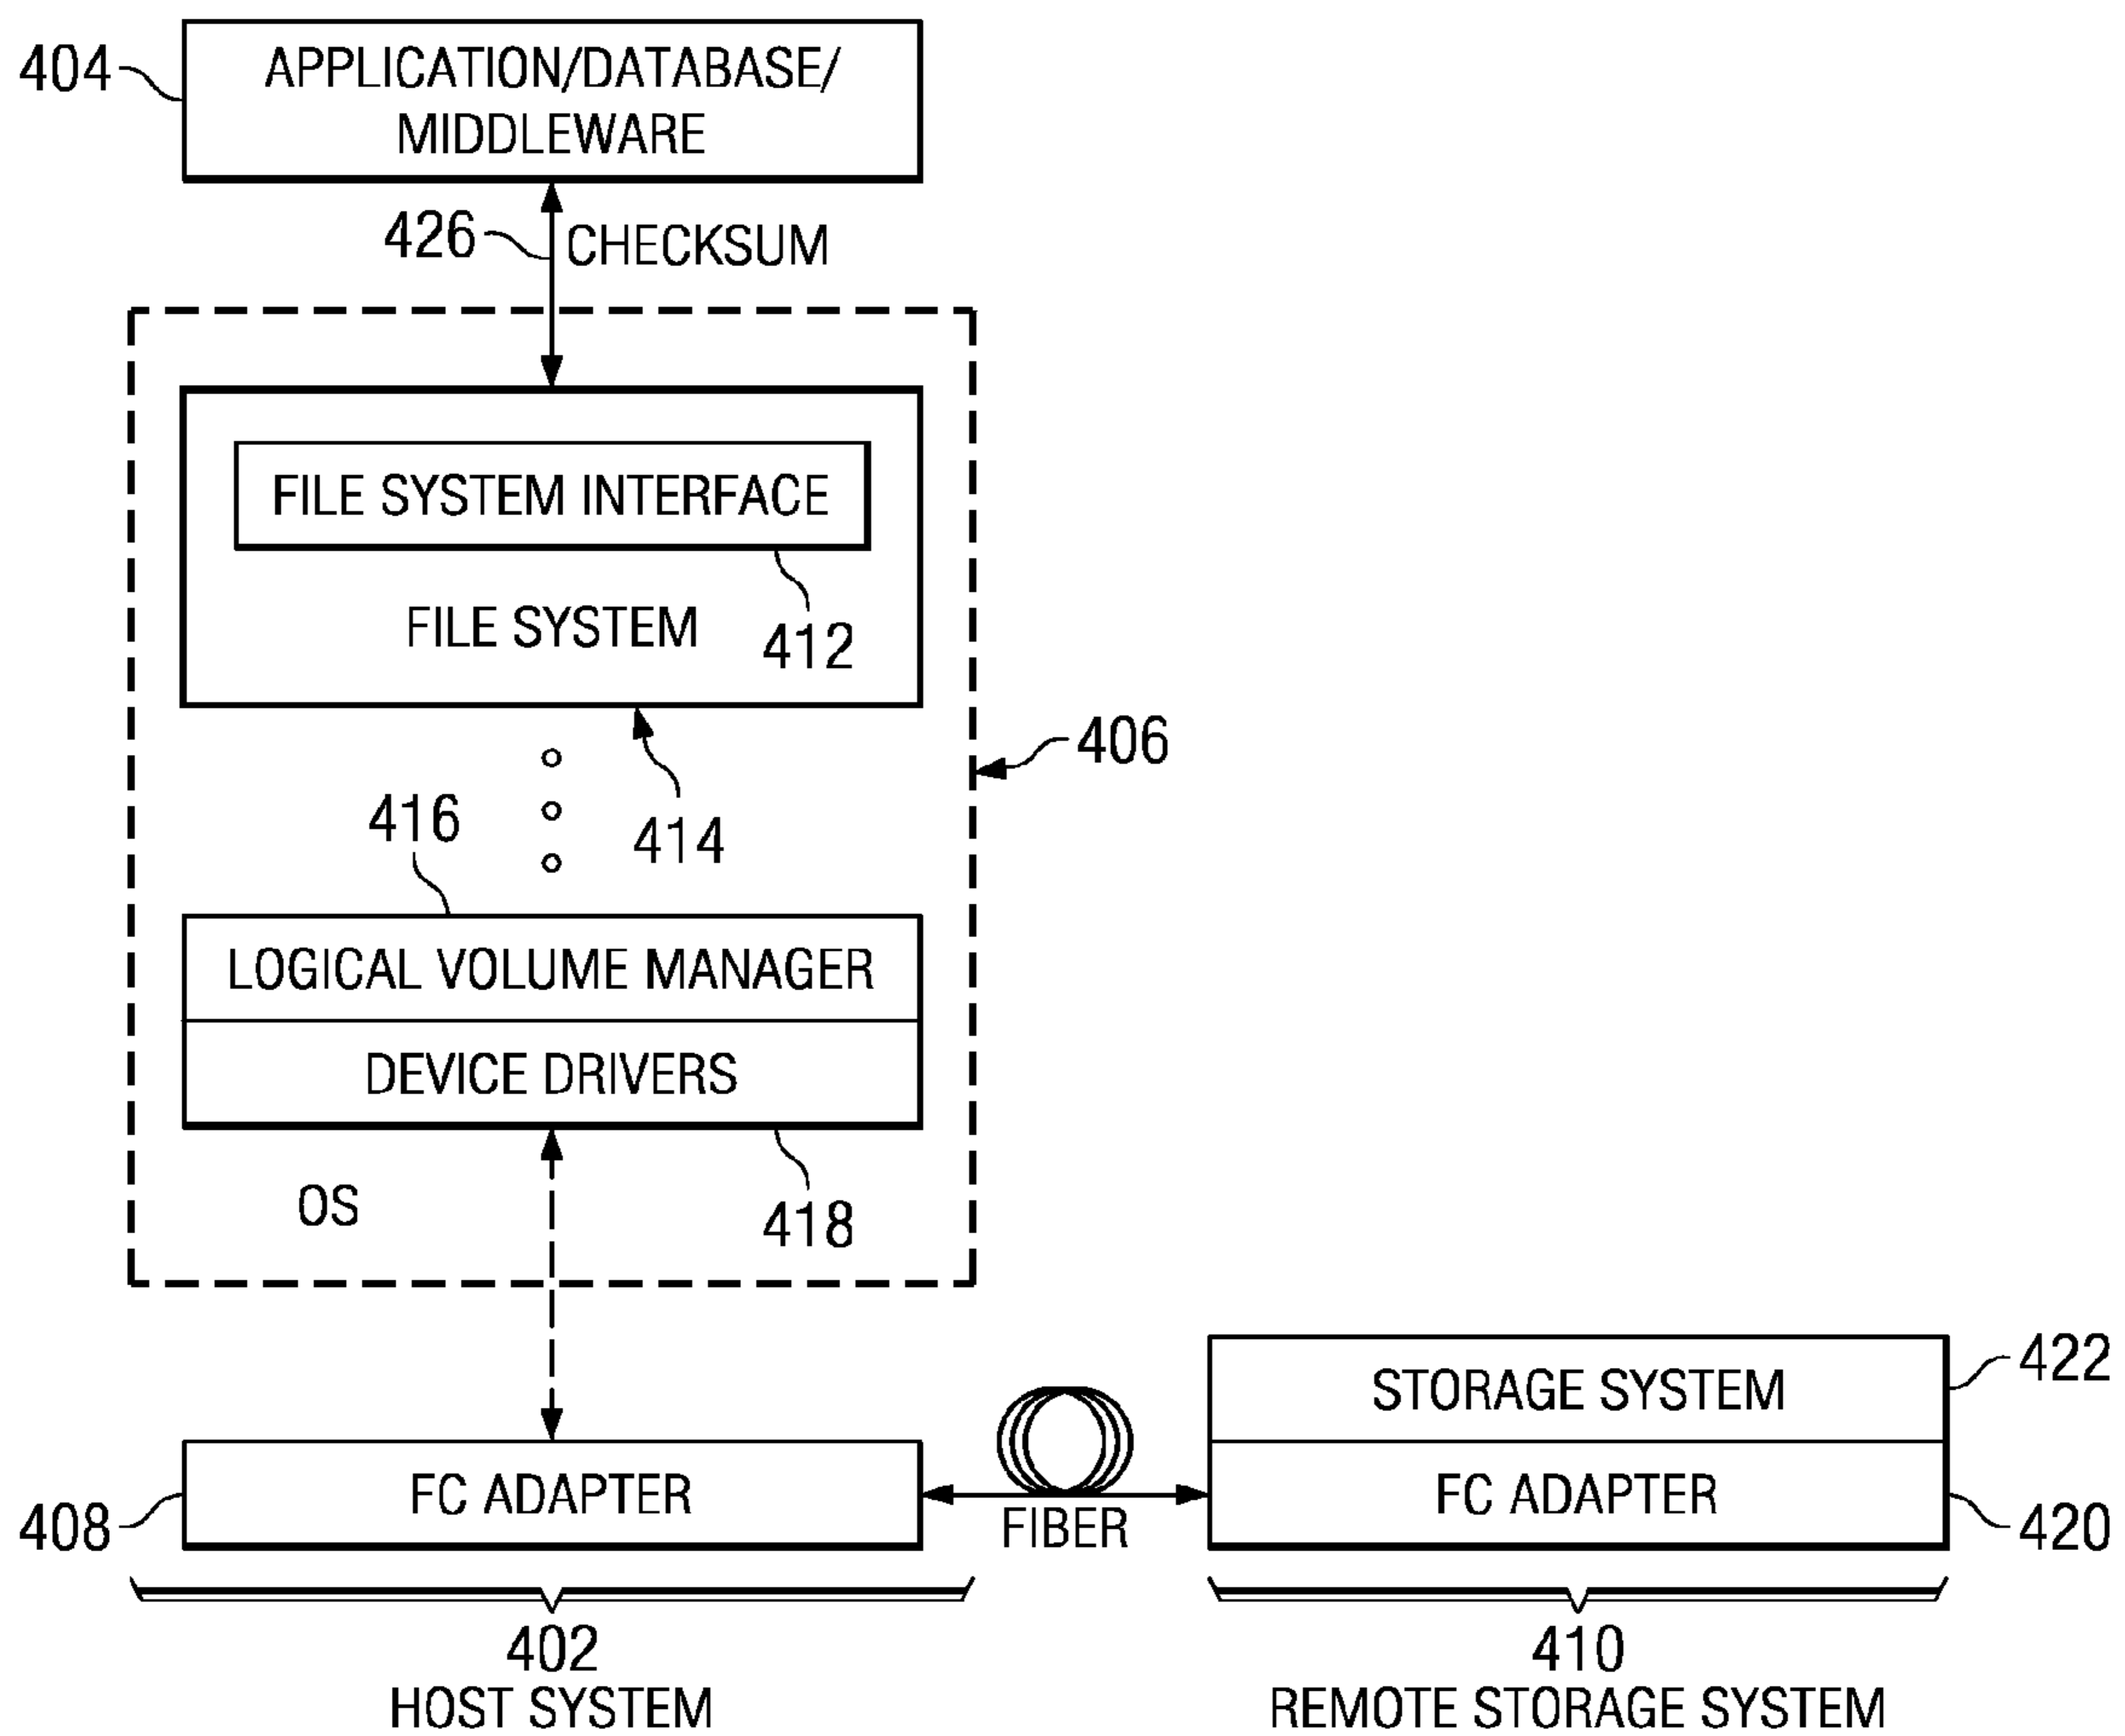 404
APPLICATION/DATABASE/
MIDDLEWARE
426
CHECKSUM
FILE SYSTEM INTERFACE
FILE SYSTEM
412
406
414
416
LOGICAL VOLUME MANAGER
DEVICE DRIVERS
OS
418
STORAGE SYSTEM
422
408
FC ADAPTER
FIBER
FC ADAPTER
420
402
HOST SYSTEM
410
REMOTE STORAGE SYSTEM